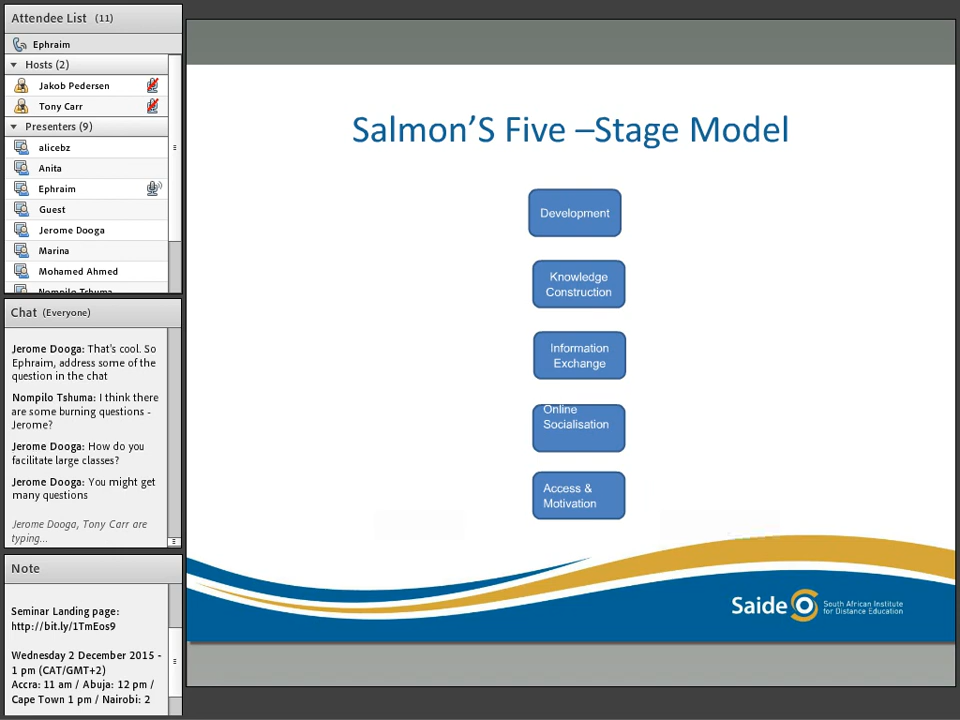 Attendee List (11)
Ephraim
Hosts (2)
Jakob Pedersen
Tony Carr
Presenters (9)
alicebz
Anita
Ephraim
Guest
Jerome Dooga
Marina
Mohamed Ahmed
Nompilo Tshuma
Chat (Everyone)
Jerome Dooga: That's cool. So
Ephraim, address some of the
question in the chat
Nompilo Tshuma: I think there
are some burning questions -
Jerome?
Jerome Dooga: How do you
facilitate large classes?
Jerome Dooga: You might get
many questions
Jerome Dooga, Tony Carr are
typing...
Note
Seminar Landing page:
http://bit.ly/1TmEos9
Wednesday 2 December 2015 -
1 pm (CAT/GMT+2)
Accra: 11 am / Abuja: 12 pm /
Cape Town 1 pm / Nairobi: 2
Salmon'S Five –Stage Model
Development
Knowledge
Construction
Information
Exchange
Online
Socialisation
Access &
Motivation
Saide
South African Institute
for Distance Education